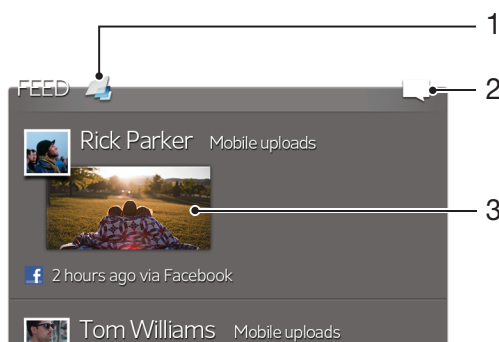 1
FEED
2
Rick Parker Mobile uploads
3
f 2 hours ago via Facebook
Tom Williams Mobile uploads